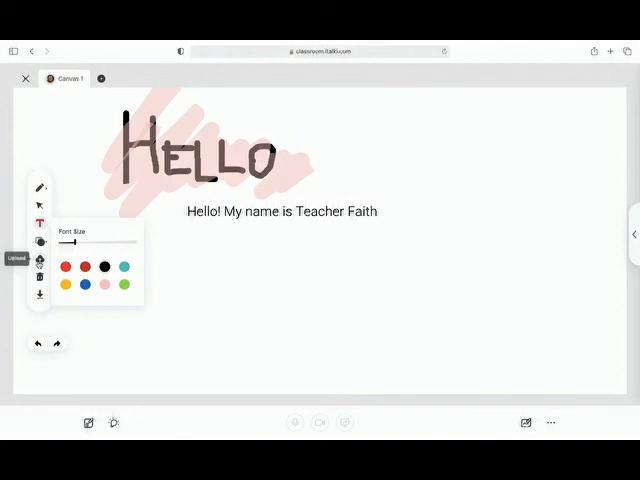 classroom.italki.com
Canvas 1
HELLO
Hello! My name is Teacher Faith
T
Font Size
Upload